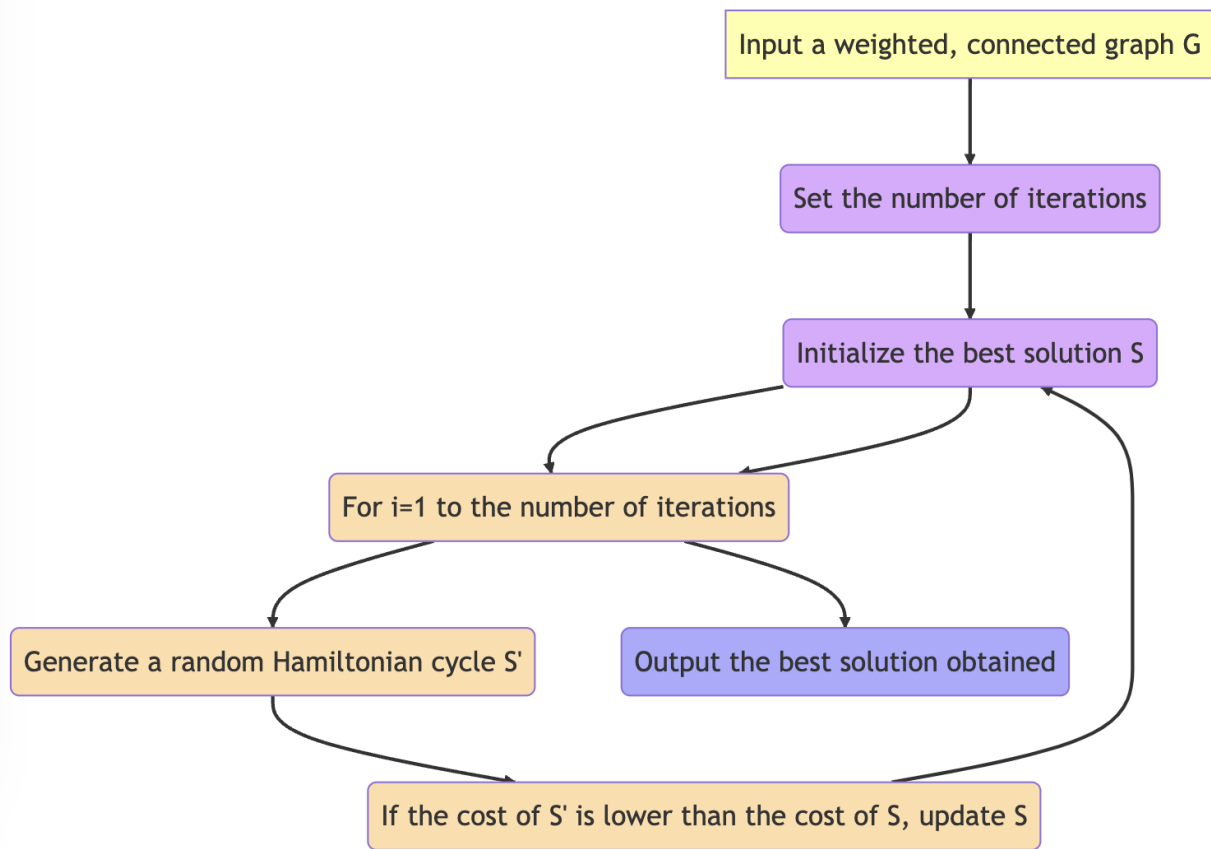 Input a weighted, connected graph G
Set the number of iterations
Initialize the best solution S
For i=1 to the number of iterations
Generate a random Hamiltonian cycle S'
Output the best solution obtained
If the cost of S' is lower than the cost of S, update S